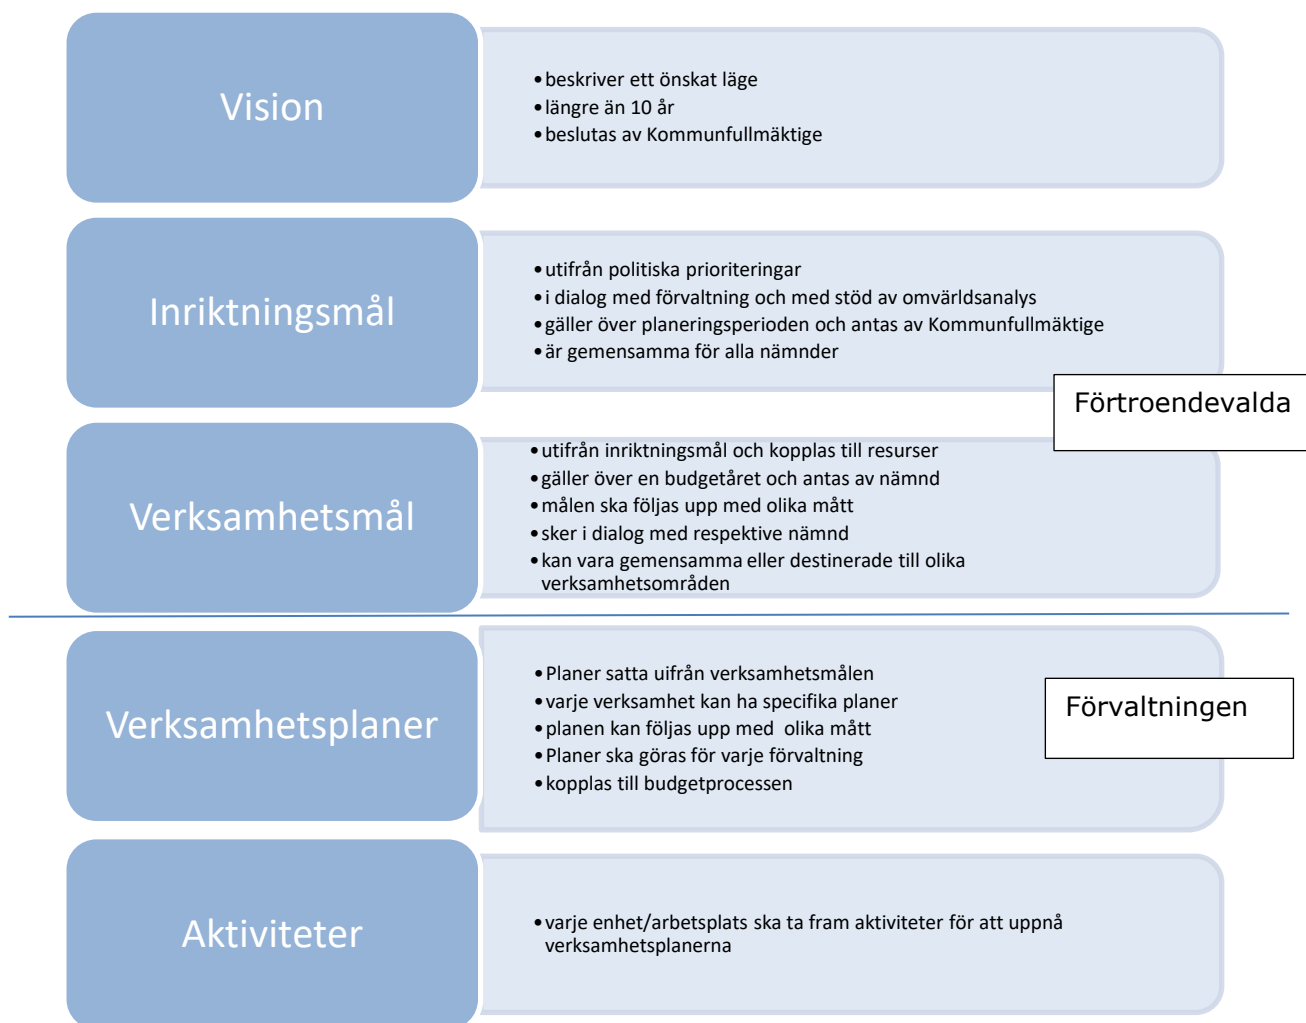 Vision
•beskriver ett önskat läge
•längre än 10 år
•beslutas av Kommunfullmäktige
Inriktningsmål
•utifrån politiska prioriteringar
•i dialog med förvaltning och med stöd av omvärldsanalys
•gäller över planeringsperioden och antas av Kommunfullmäktige
•är gemensamma för alla nämnder
Förtroendevalda
Verksamhetsmål
•utifrån inriktningsmål och kopplas till resurser
•gäller över en budgetåret och antas av nämnd
•målen ska följas upp med olika mått
•sker i dialog med respektive nämnd
•kan vara gemensamma eller destinerade till olika
verksamhetsområden
Verksamhetsplaner
•Planer satta uifrån verksamhetsmålen
•varje verksamhet kan ha specifika planer
•planen kan följas upp med  olika mått
•Planer ska göras för varje förvaltning
•kopplas till budgetprocessen
Förvaltningen
Aktiviteter
•varje enhet/arbetsplats ska ta fram aktiviteter för att uppnå
verksamhetsplanerna